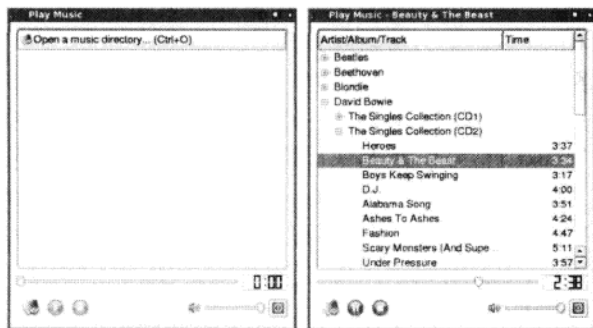 Play Music
Open a music directory... (Ctrl+O)
0:00
Play Music - Beauty & The Beast
Artist/Album/Track Time
Beatles
Beethoven
Blondie
David Bowie
The Singles Collection (CD1)
The Singles Collection (CD2)
Heroes 3:37
Beauty & The Beast 3:34
Boys Keep Swinging 3:17
D.J. 4:00
Alabama Song 3:51
Ashes To Ashes 4:24
Fashion 4:47
Scary Monsters (And Supe 5:11
Under Pressure 3:57
2:38